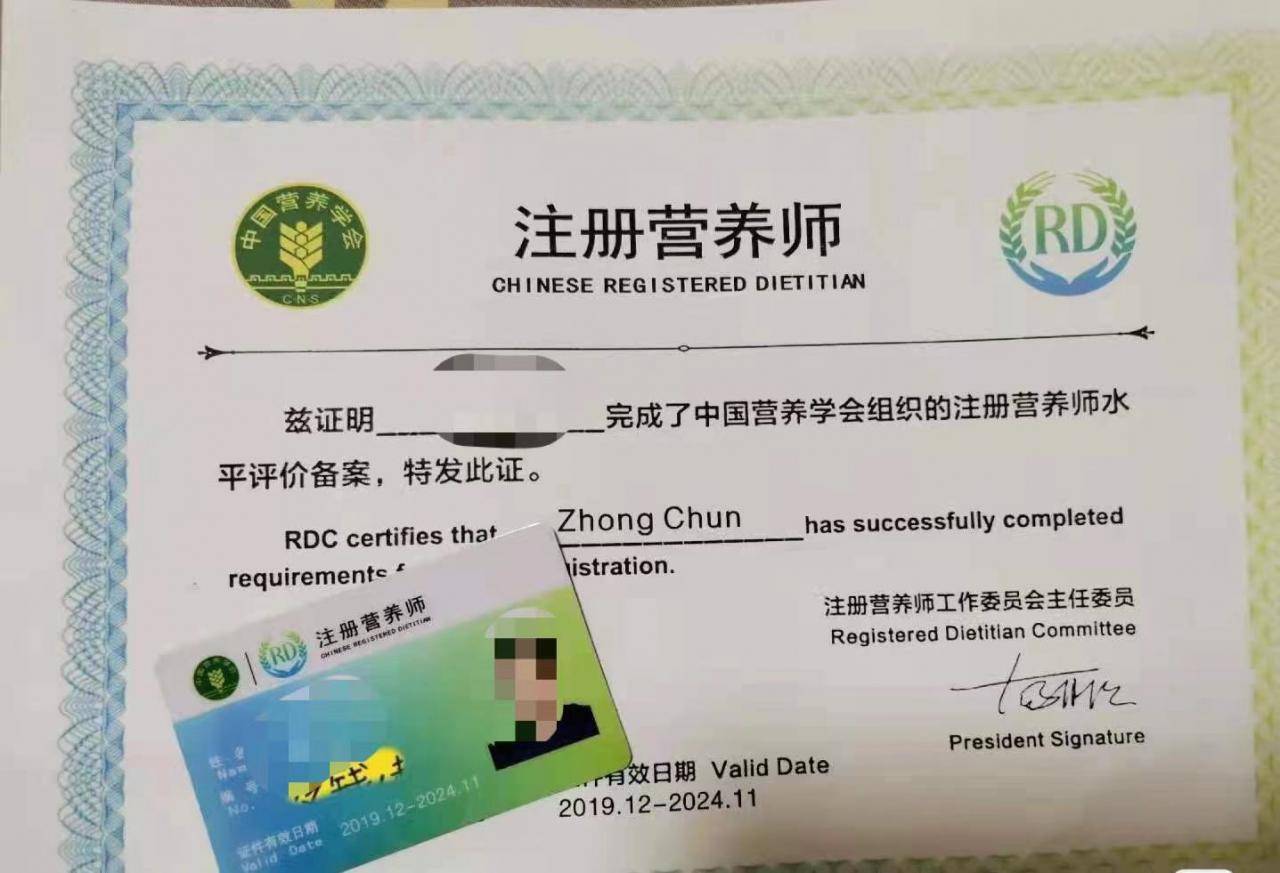 中国营养学会
CNS
注册营养师
CHINESE REGISTERED DIETITIAN
RD
兹证明 完成了中国营养学会组织的注册营养师水
平评价备案，特发此证。
RDC certifies that Zhong Chun has successfully completed
requirements istration.
注册营养师工作委员会主任委员
Registered Dietitian Committee
President Signature
件有效日期 Valid Date
2019.12-2024.11
RD
注册营养师
CHINESE REGISTERED DIETITIAN
姓
Nam
编号
No.
证件有效日期 2019.12-2024.11
Valid Date